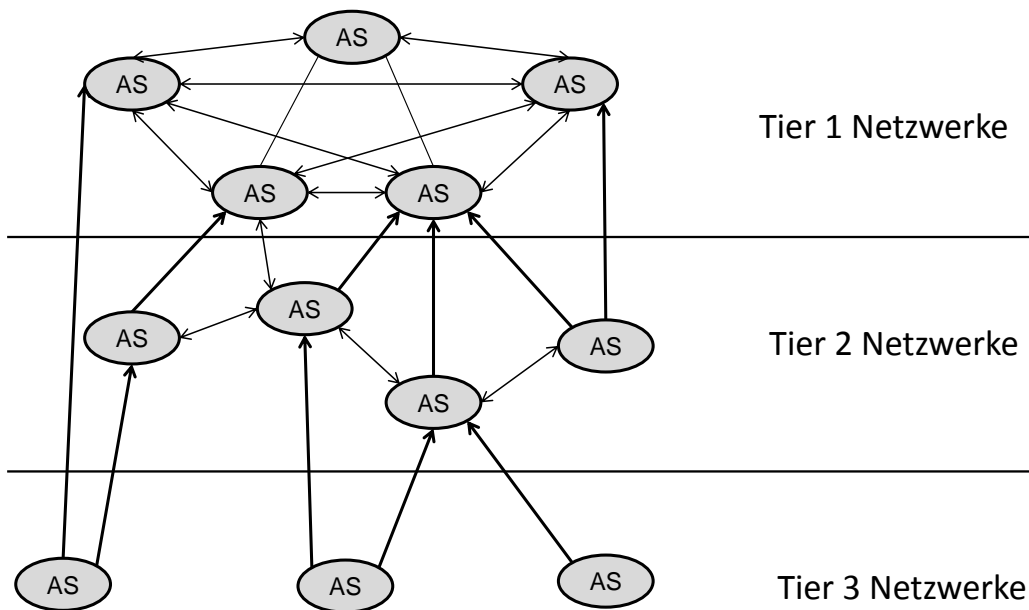 AS
AS
AS
Tier 1 Netzwerke
AS
AS
AS
AS
AS
Tier 2 Netzwerke
AS
AS
AS
AS
Tier 3 Netzwerke